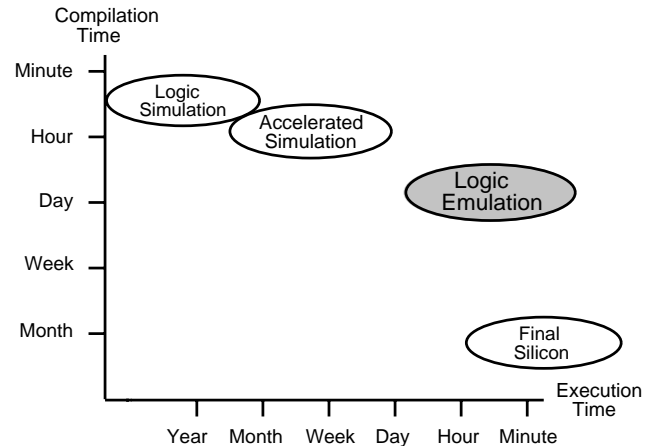 Compilation
Time
Minute
Logic
Simulation
Accelerated
Simulation
Hour
Logic
Emulation
Day
Week
Month
Final
Silicon
Execution
Time
Year Month Week Day Hour Minute